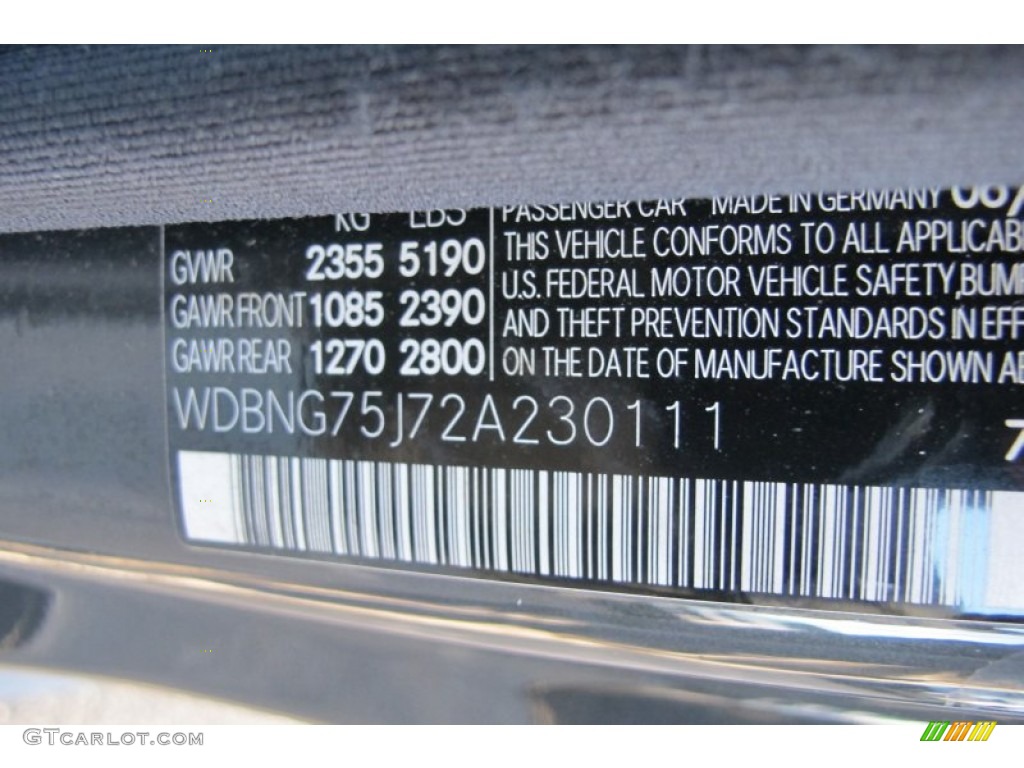 KG LBS
GVWR 2355 5190
GAWR FRONT 1085 2390
GAWR REAR 1270 2800
PASSENGER CAR MADE IN GERMANY
THIS VEHICLE CONFORMS TO ALL APPLICAB
U.S. FEDERAL MOTOR VEHICLE SAFETY, BUM
AND THEFT PREVENTION STANDARDS IN EFF
ON THE DATE OF MANUFACTURE SHOWN AB
WDBNG75J72A230111
7
GTCarlot.com